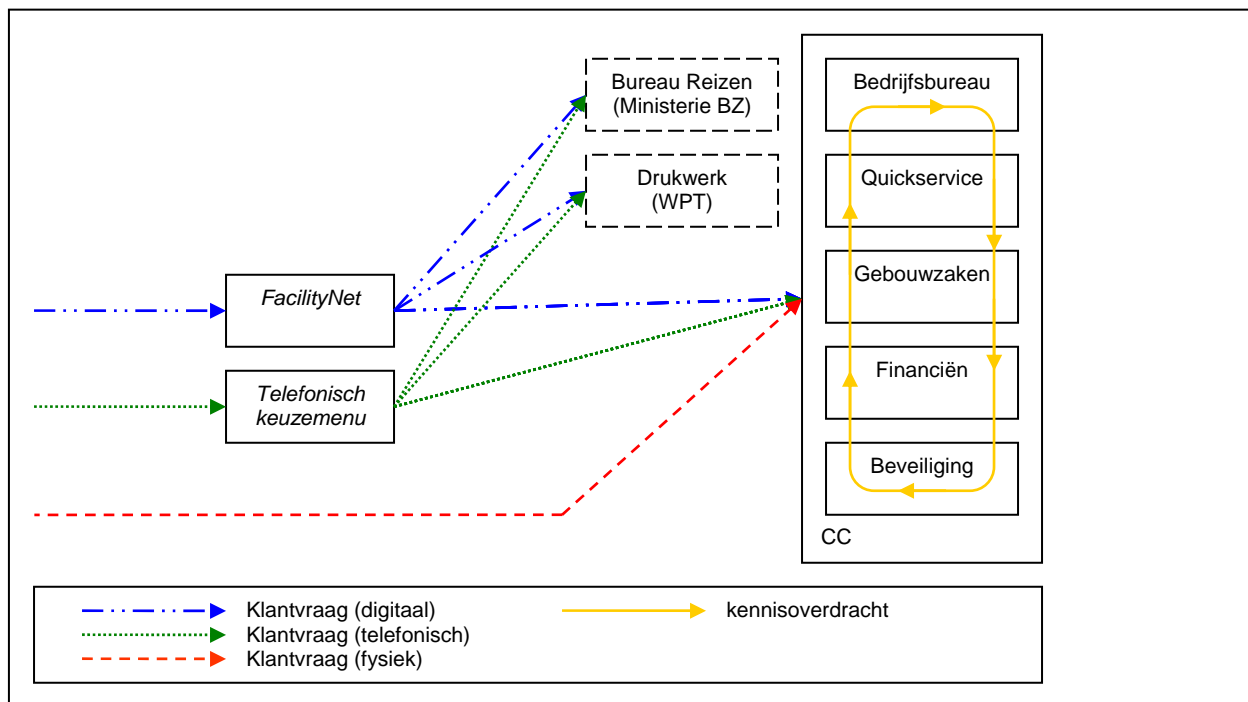 Bureau Reizen
(Ministerie BZ)
Drukwerk
(WPT)
FacilityNet
Telefonisch
keuzemenu
Bedrijfsbureau
Quickservice
Gebouwzaken
Financiën
Beveiliging
CC
Klantvraag (digitaal)
Klantvraag (telefonisch)
Klantvraag (fysiek)
kennisoverdracht